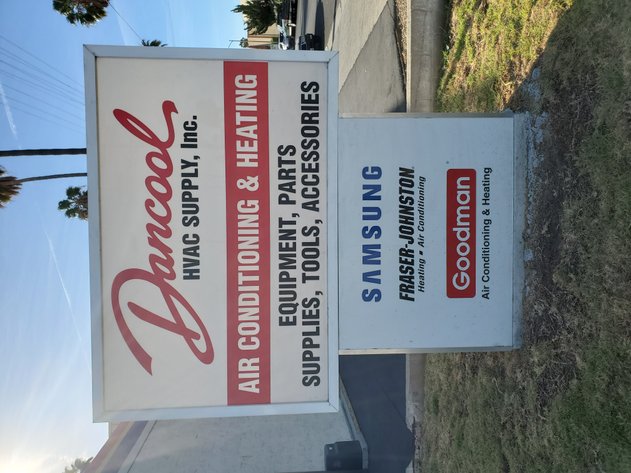 Dancool
HVAC SUPPLY, Inc.
AIR CONDITIONING & HEATING
EQUIPMENT, PARTS
SUPPLIES, TOOLS, ACCESSORIES
SAMSUNG
FRASER-JOHNSTON
Heating • Air Conditioning
Goodman
Air Conditioning & Heating